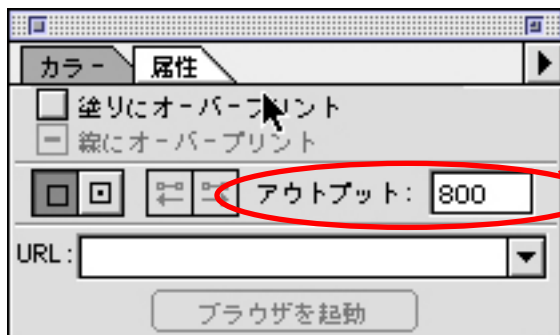 カラー 属性
塗りにオーバープリント
線にオーバープリント
アウトプット: 800
URL:
ブラウザを起動